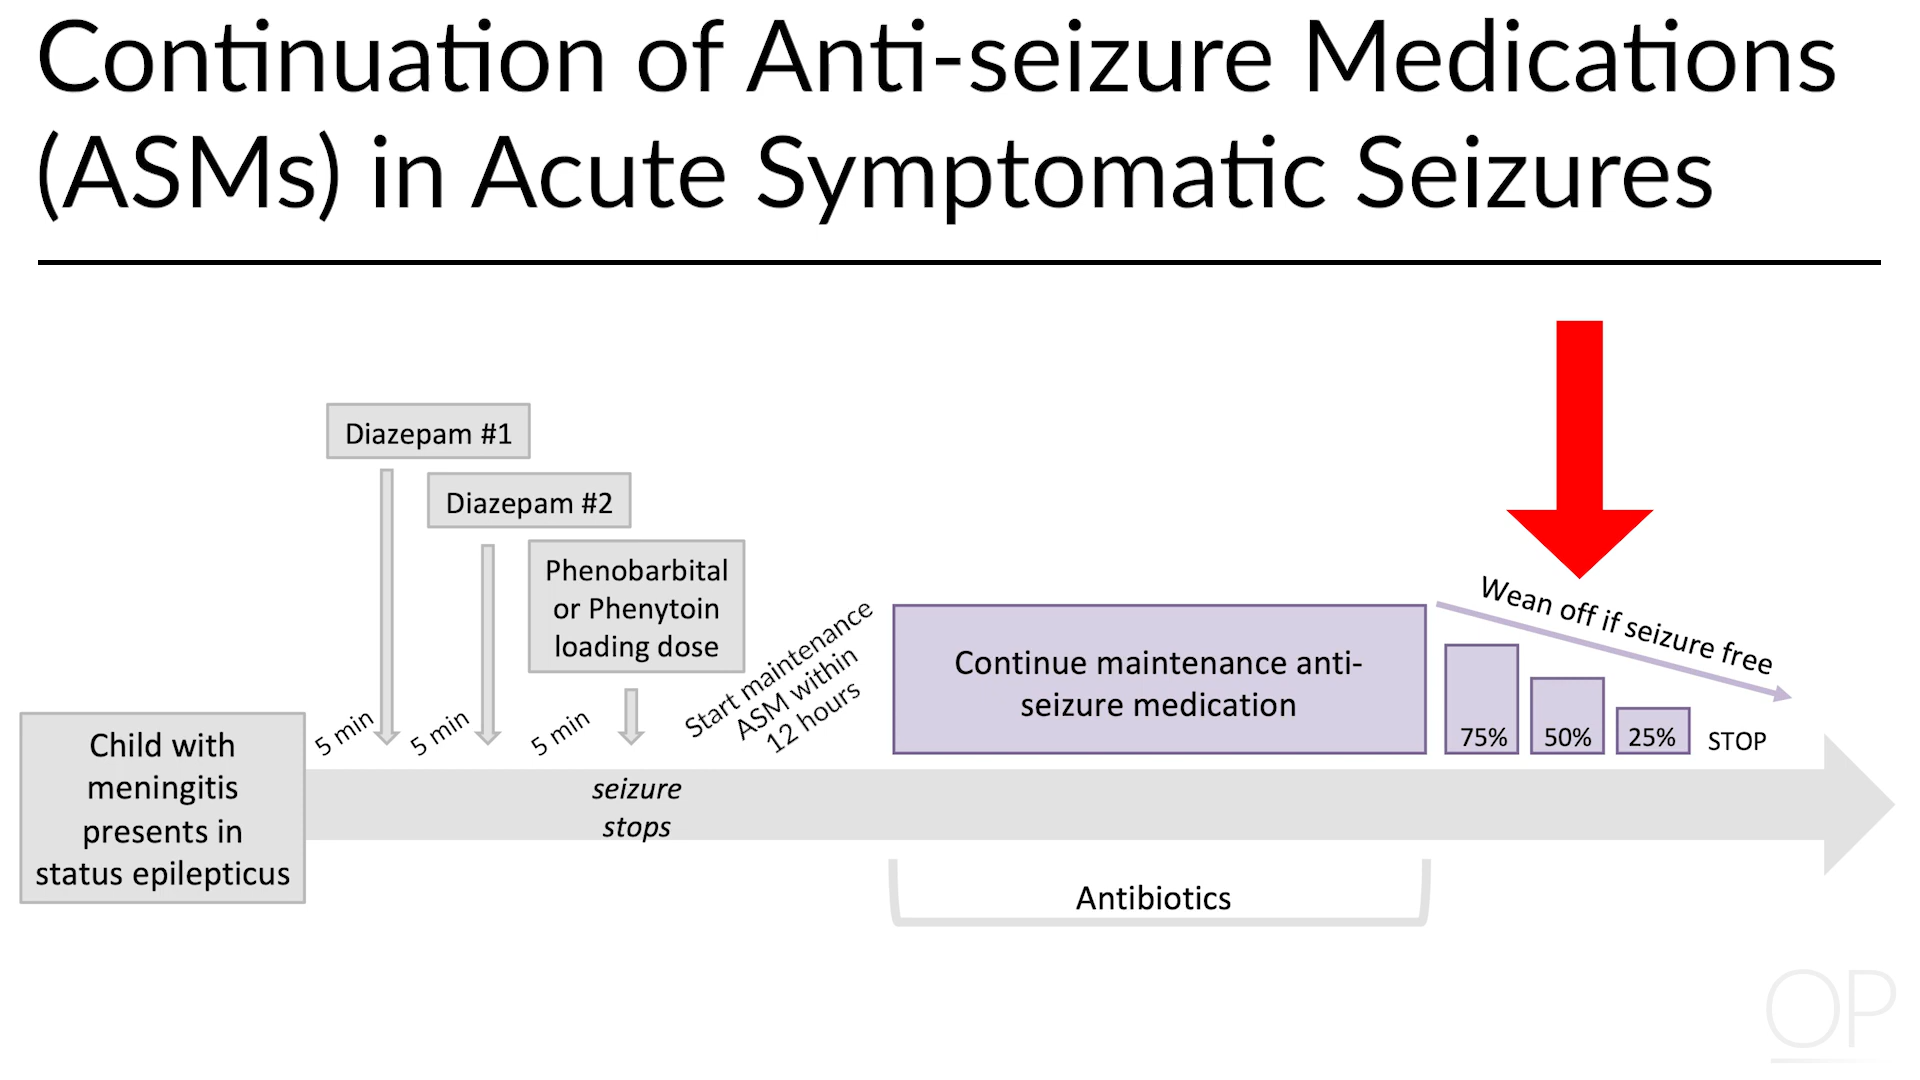 Continuation of Anti-seizure Medications
(ASMs) in Acute Symptomatic Seizures
Diazepam #1
Diazepam #2
Phenobarbital
or Phenytoin
loading dose
Child with
meningitis
presents in
status epilepticus
5 min
5 min
5 min
seizure
stops
Start maintenance
ASM within
12 hours
Continue maintenance anti-
seizure medication
Wean off if seizure free
75%
50%
25%
STOP
Antibiotics
OP